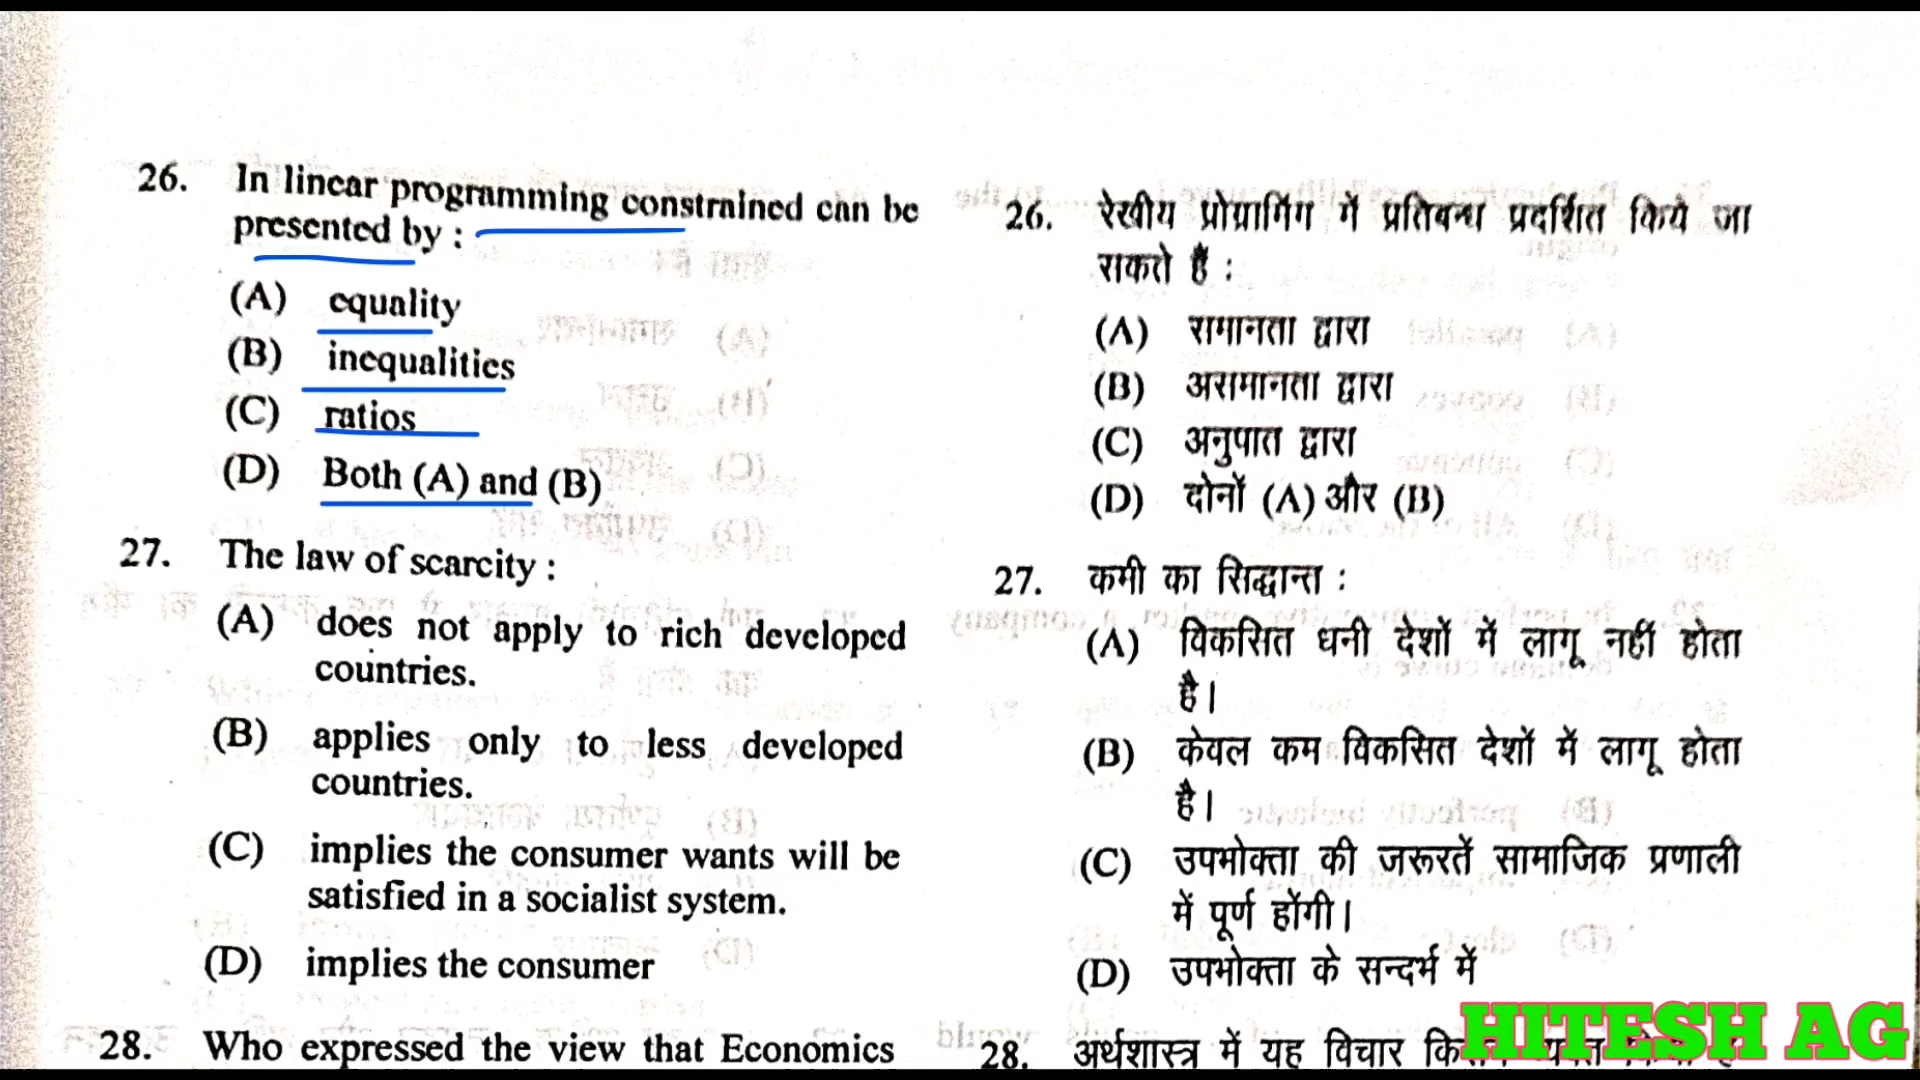 26. In linear programming constrained can be
presented by :
(A) equality
(B) inequalities
(C) ratios
(D) Both (A) and (B)
27. The law of scarcity :
(A) does not apply to rich developed
countries.
(B) applies only to less developed
countries.
(C) implies the consumer wants will be
satisfied in a socialist system.
(D) implies the consumer
28. Who expressed the view that Economics
26. रेखीय प्रोग्रामिंग में प्रतिबन्ध प्रदर्शित किये जा
सकते हैं :
(A) समानता द्वारा
(B) असमानता द्वारा
(C) अनुपात द्वारा
(D) दोनों (A) और (B)
27. कमी का सिद्धान्त :
(A) विकसित धनी देशों में लागू नहीं होता
है।
(B) केवल कम विकसित देशों में लागू होता
है।
(C) उपभोक्ता की जरूरतें सामाजिक प्रणाली
में पूर्ण होंगी।
(D) उपभोक्ता के सन्दर्भ में
28. अर्थशास्त्र में यह विचार
HITESH AG